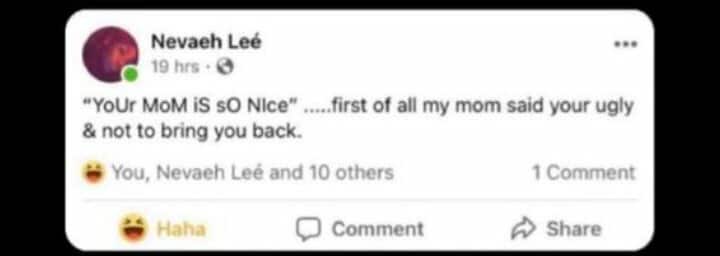 Nevaeh Leé
19 hrs ·
"YoUr MoM iS sO NIce" .....first of all my mom said your ugly
& not to bring you back.
You, Nevaeh Leé and 10 others 1 Comment
Haha Comment Share